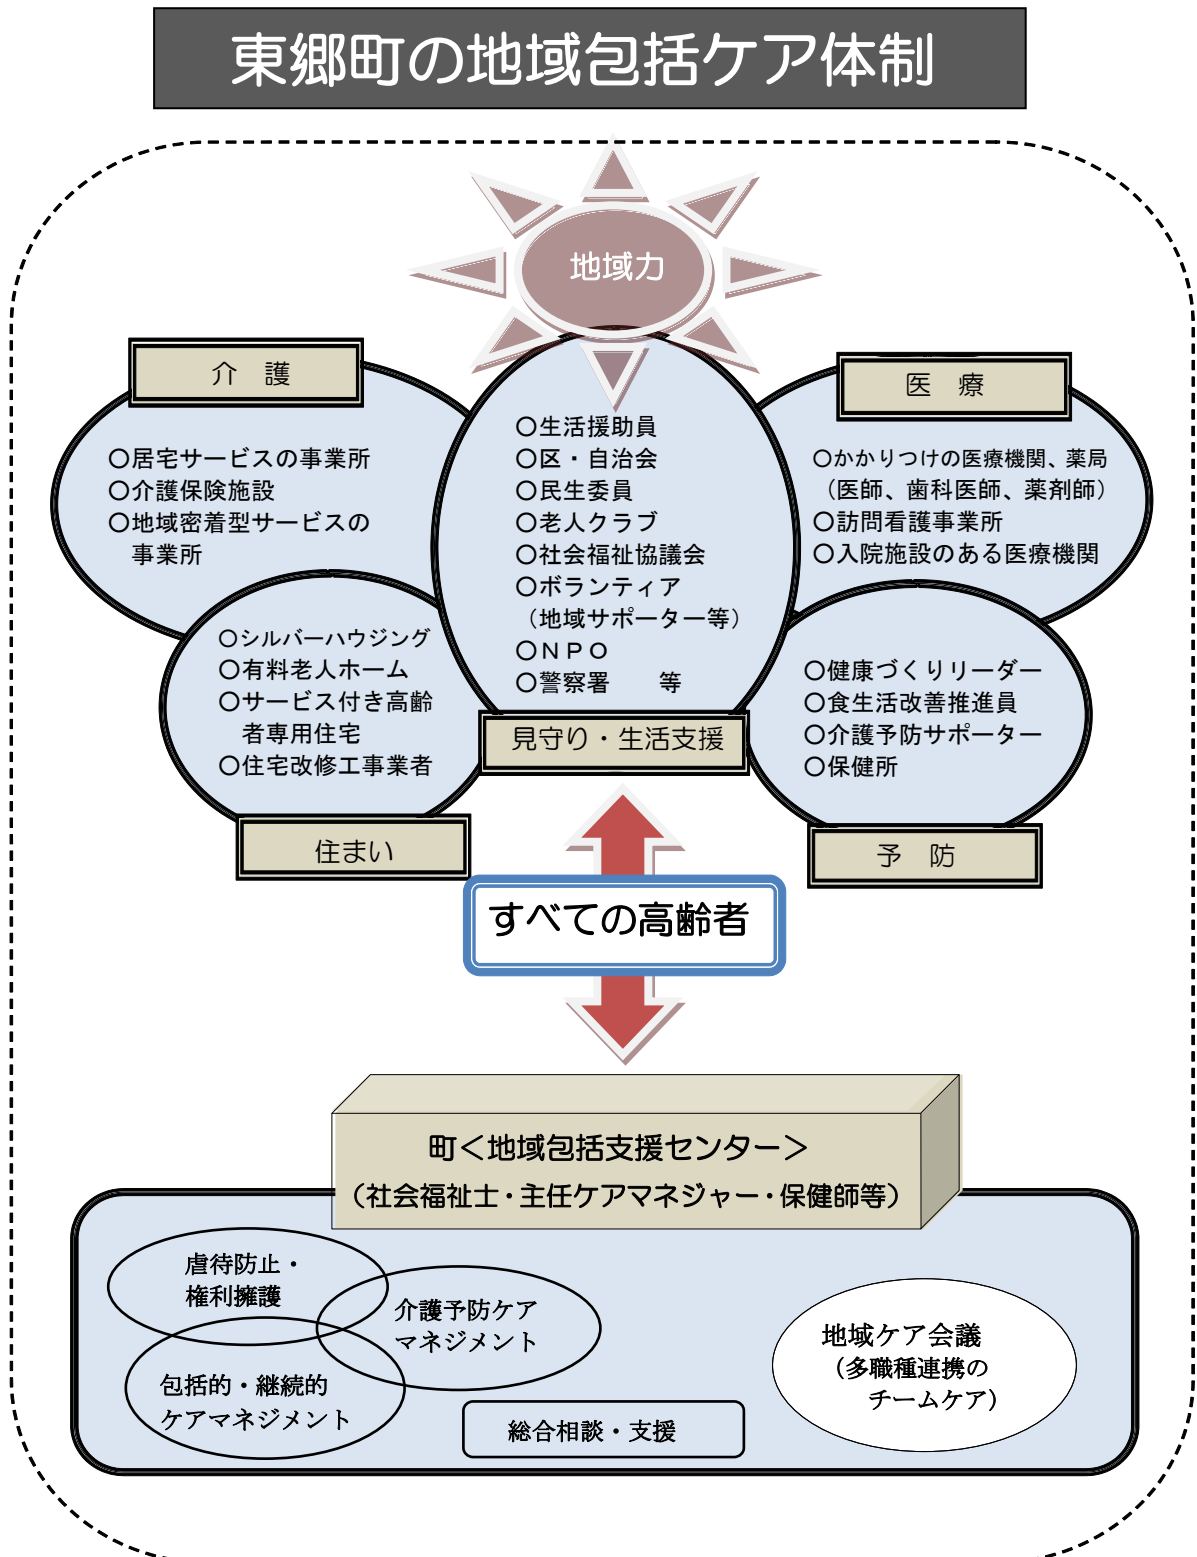 東郷町の地域包括ケア体制
地域力
介　護
○居宅サービスの事業所
○介護保険施設
○地域密着型サービスの
事業所
○生活援助員
○区・自治会
○民生委員
○老人クラブ
○社会福祉協議会
○ボランティア
（地域サポーター等）
○ＮＰＯ
○警察署　　等
見守り・生活支援
医　療
○かかりつけの医療機関、薬局
（医師、歯科医師、薬剤師）
○訪問看護事業所
○入院施設のある医療機関
○シルバーハウジング
○有料老人ホーム
○サービス付き高齢
者専用住宅
○住宅改修工事業者
住まい
○健康づくりリーダー
○食生活改善推進員
○介護予防サポーター
○保健所
予　防
すべての高齢者
町＜地域包括支援センター＞
（社会福祉士・主任ケアマネジャー・保健師等）
虐待防止・
権利擁護
介護予防ケア
マネジメント
包括的・継続的
ケアマネジメント
総合相談・支援
地域ケア会議
（多職種連携の
チームケア）